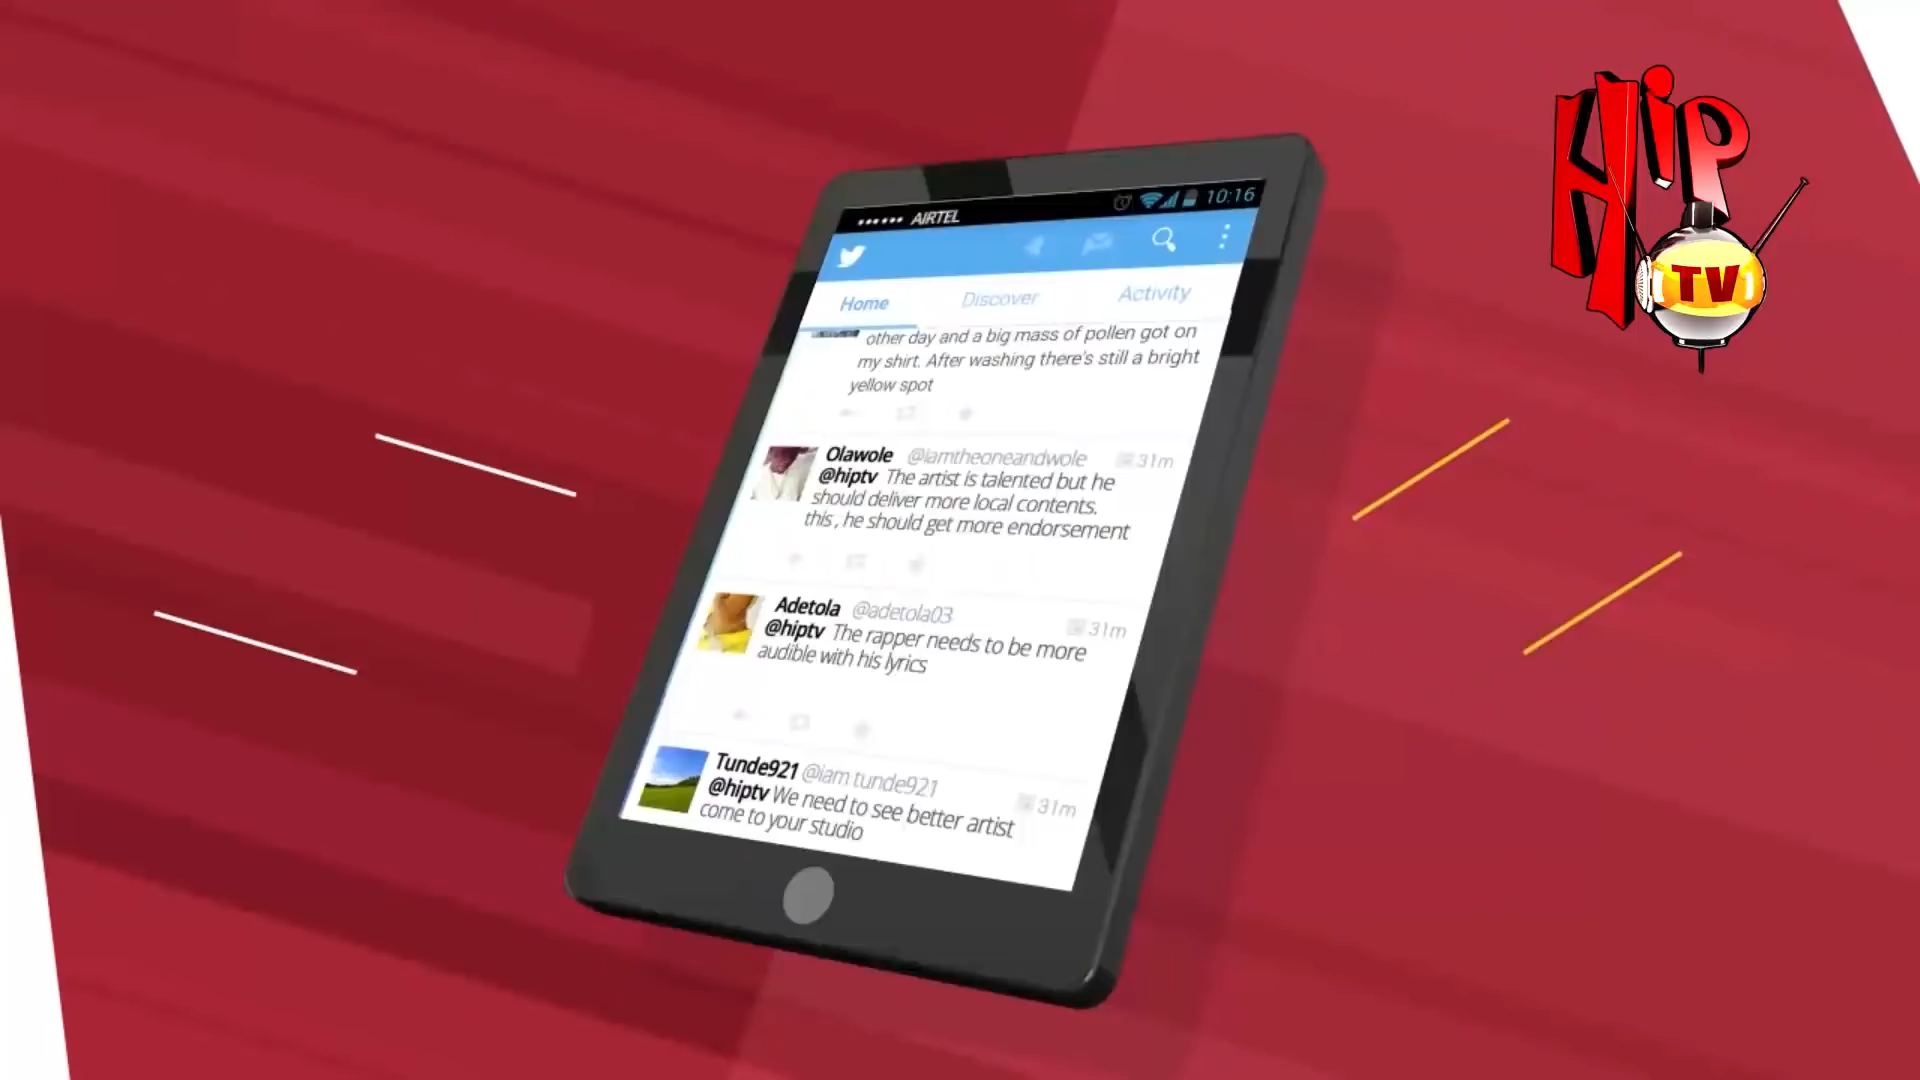 HiP
TV
AIRTEL
10:16
Home
Discover
Activity
other day and a big mass of pollen got on
my shirt. After washing there's still a bright
yellow spot
Olawole @iamtheoneandwole 31m
@hiptv The artist is talented but he
should deliver more local contents.
this , he should get more endorsement
Adetola @adetola03 31m
@hiptv The rapper needs to be more
audible with his lyrics
Tunde921 @iam tunde921 31m
@hiptv We need to see better artist
come to your studio